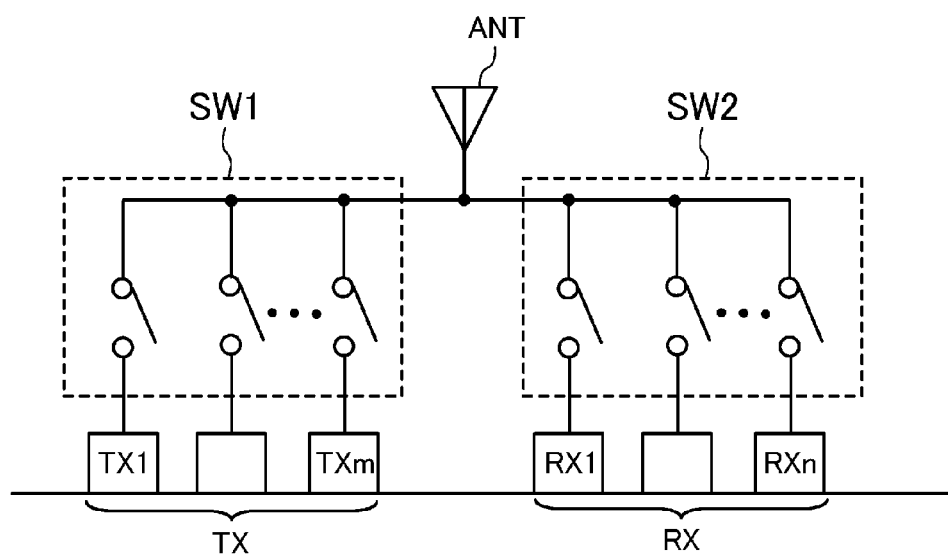 ANT
SW1
SW2
TX1
TXm
RX1
RXn
TX
RX